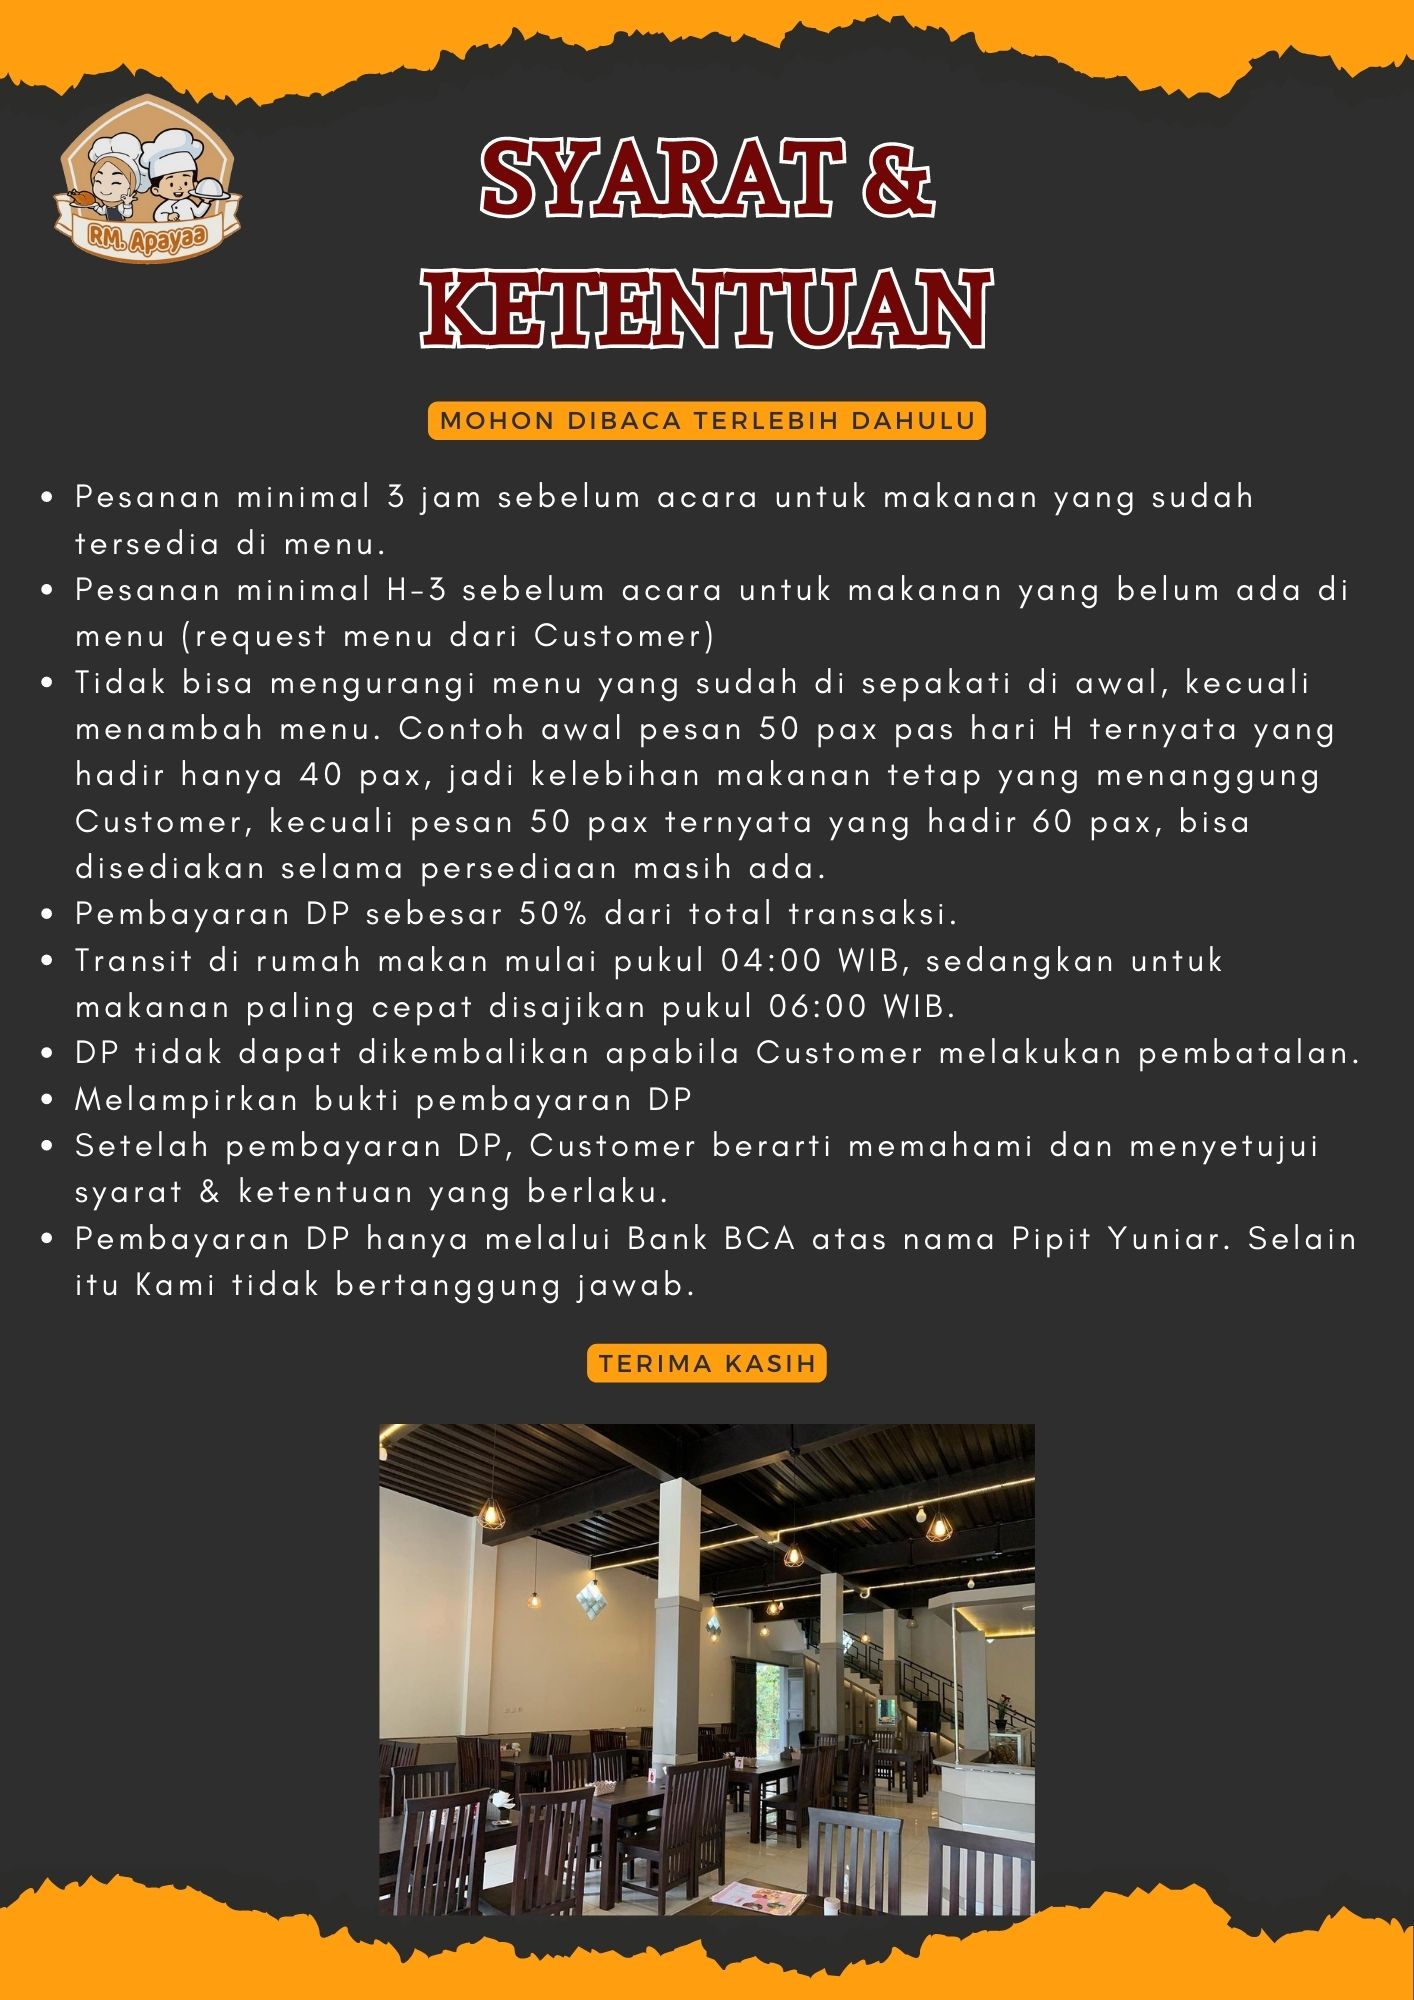 RM. Apayaa
SYARAT &
KETENTUAN
MOHON DIBACA TERLEBIH DAHULU
• Pesanan minimal 3 jam sebelum acara untuk makanan yang sudah
tersedia di menu.
• Pesanan minimal H-3 sebelum acara untuk makanan yang belum ada di
menu (request menu dari Customer)
• Tidak bisa mengurangi menu yang sudah di sepakati di awal, kecuali
menambah menu. Contoh awal pesan 50 pax pas hari H ternyata yang
hadir hanya 40 pax, jadi kelebihan makanan tetap yang menanggung
Customer, kecuali pesan 50 pax ternyata yang hadir 60 pax, bisa
disediakan selama persediaan masih ada.
• Pembayaran DP sebesar 50% dari total transaksi.
• Transit di rumah makan mulai pukul 04:00 WIB, sedangkan untuk
makanan paling cepat disajikan pukul 06:00 WIB.
• DP tidak dapat dikembalikan apabila Customer melakukan pembatalan.
• Melampirkan bukti pembayaran DP
• Setelah pembayaran DP, Customer berarti memahami dan menyetujui
syarat & ketentuan yang berlaku.
• Pembayaran DP hanya melalui Bank BCA atas nama Pipit Yuniar. Selain
itu Kami tidak bertanggung jawab.
TERIMA KASIH